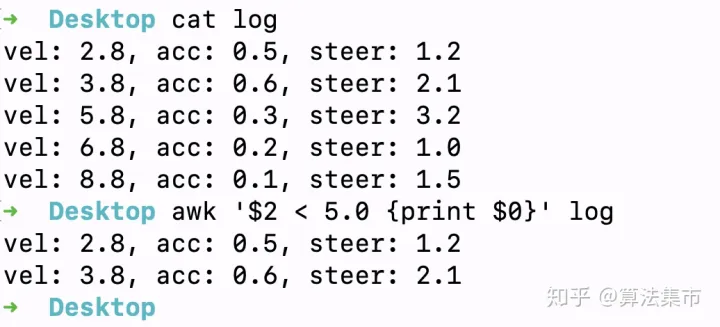 ➜ Desktop cat log
vel: 2.8, acc: 0.5, steer: 1.2
vel: 3.8, acc: 0.6, steer: 2.1
vel: 5.8, acc: 0.3, steer: 3.2
vel: 6.8, acc: 0.2, steer: 1.0
vel: 8.8, acc: 0.1, steer: 1.5
➜ Desktop awk '$2 < 5.0 {print $0}' log
vel: 2.8, acc: 0.5, steer: 1.2
vel: 3.8, acc: 0.6, steer: 2.1
➜ Desktop
知乎 @算法集市